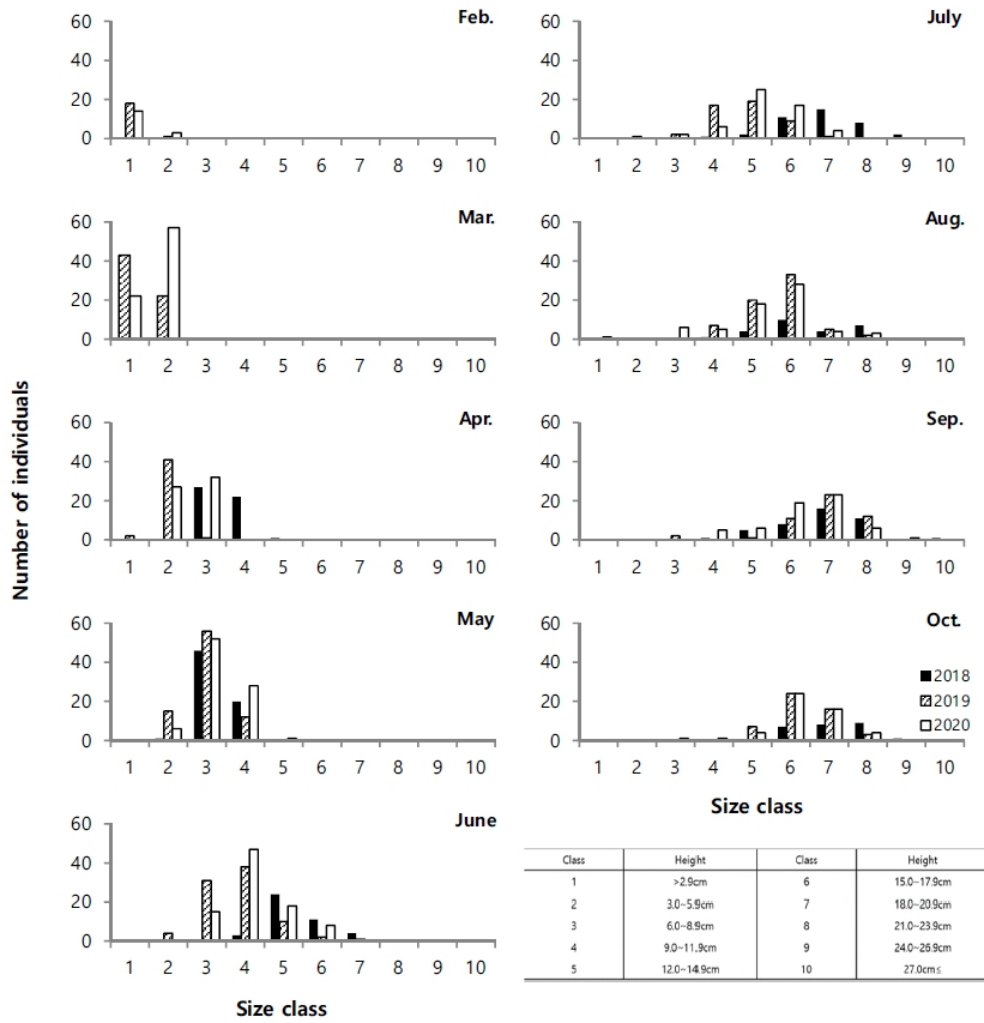 Number of individuals
Feb.
60
40
20
0
1 2 3 4 5 6 7 8 9 10
Mar.
60
40
20
0
1 2 3 4 5 6 7 8 9 10
Apr.
60
40
20
0
1 2 3 4 5 6 7 8 9 10
May
60
40
20
0
1 2 3 4 5 6 7 8 9 10
June
60
40
20
0
1 2 3 4 5 6 7 8 9 10
Size class
July
60
40
20
0
1 2 3 4 5 6 7 8 9 10
Aug.
60
40
20
0
1 2 3 4 5 6 7 8 9 10
Sep.
60
40
20
0
1 2 3 4 5 6 7 8 9 10
Oct.
60
40
20
0
2018
2019
2020
1 2 3 4 5 6 7 8 9 10
Size class
Class Height Class Height
1 >2.9cm 6 15.0~17.9cm
2 3.0~5.9cm 7 18.0~20.9cm
3 6.0~8.9cm 8 21.0~23.9cm
4 9.0~11.9cm 9 24.0~26.9cm
5 12.0~14.9cm 10 27.0cm≤